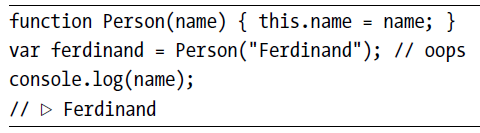 function Person(name) { this.name = name; }
var ferdinand = Person("Ferdinand"); // oops
console.log(name);
// ▷ Ferdinand